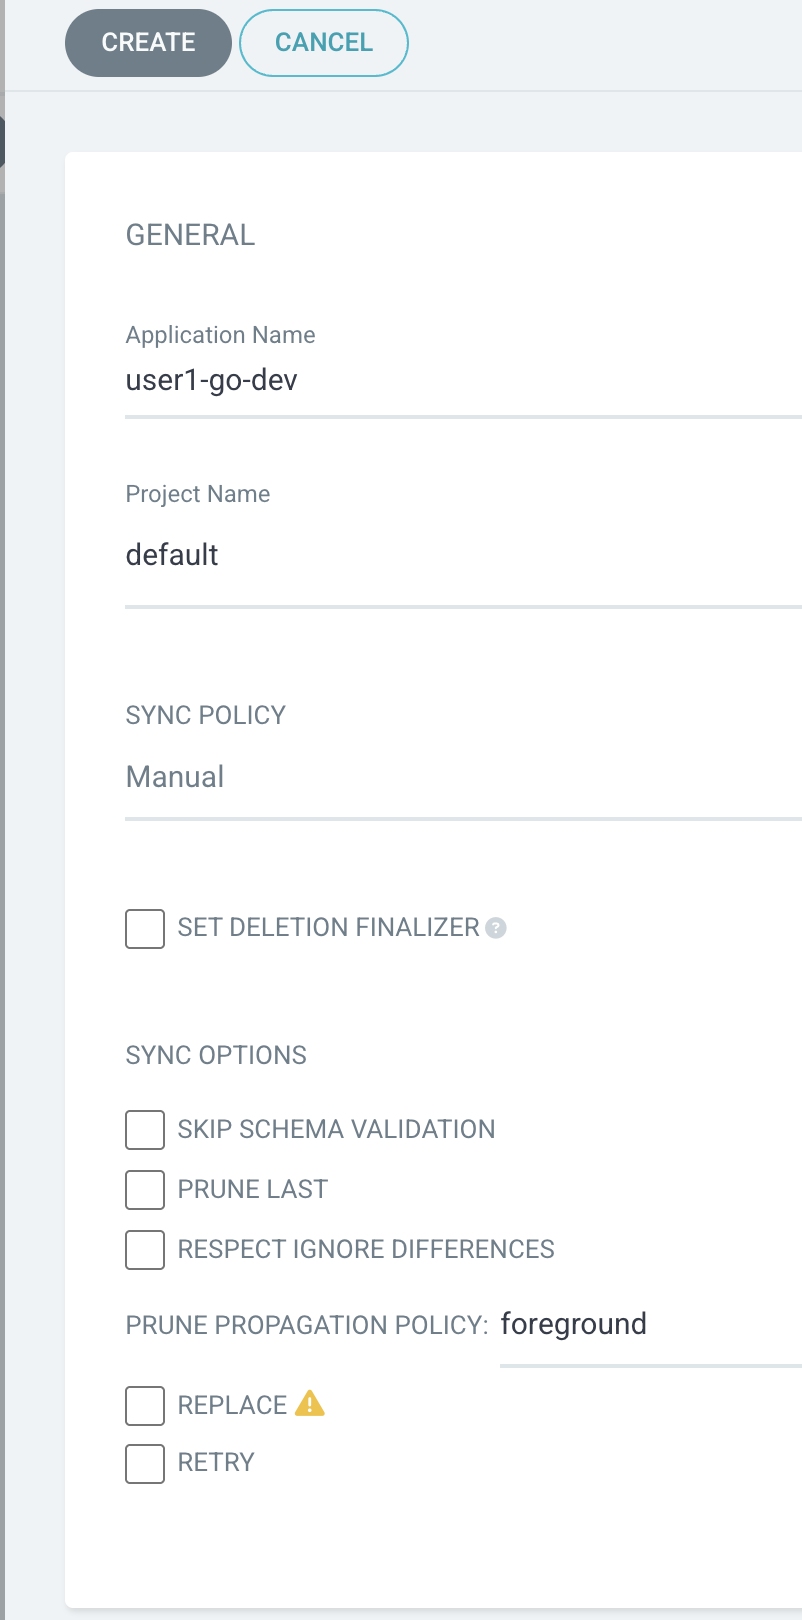 CREATE CANCEL
GENERAL
Application Name
user1-go-dev
Project Name
default
SYNC POLICY
Manual
SET DELETION FINALIZER ?
SYNC OPTIONS
SKIP SCHEMA VALIDATION
PRUNE LAST
RESPECT IGNORE DIFFERENCES
PRUNE PROPAGATION POLICY: foreground
REPLACE
RETRY